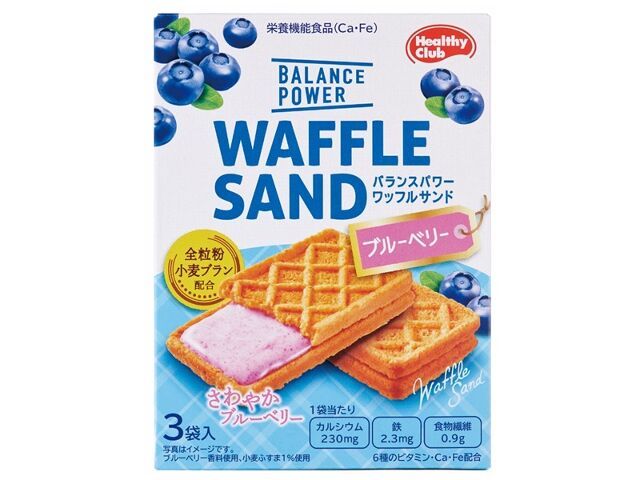 栄養機能食品(Ca・Fe)
Healthy
Club
BALANCE
POWER
WAFFLE
SAND
バランスパワー
ワッフルサンド
ブルーベリー
全粒粉
小麦ブラン
配合
さわやか
ブルーベリー
Waffle
Sand
1袋当たり
カルシウム
230mg
鉄
2.3mg
食物繊維
0.9g
3袋入
写真はイメージです。
ブルーベリー香料使用、小麦ふすま1%使用
6種のビタミン・Ca・Fe配合